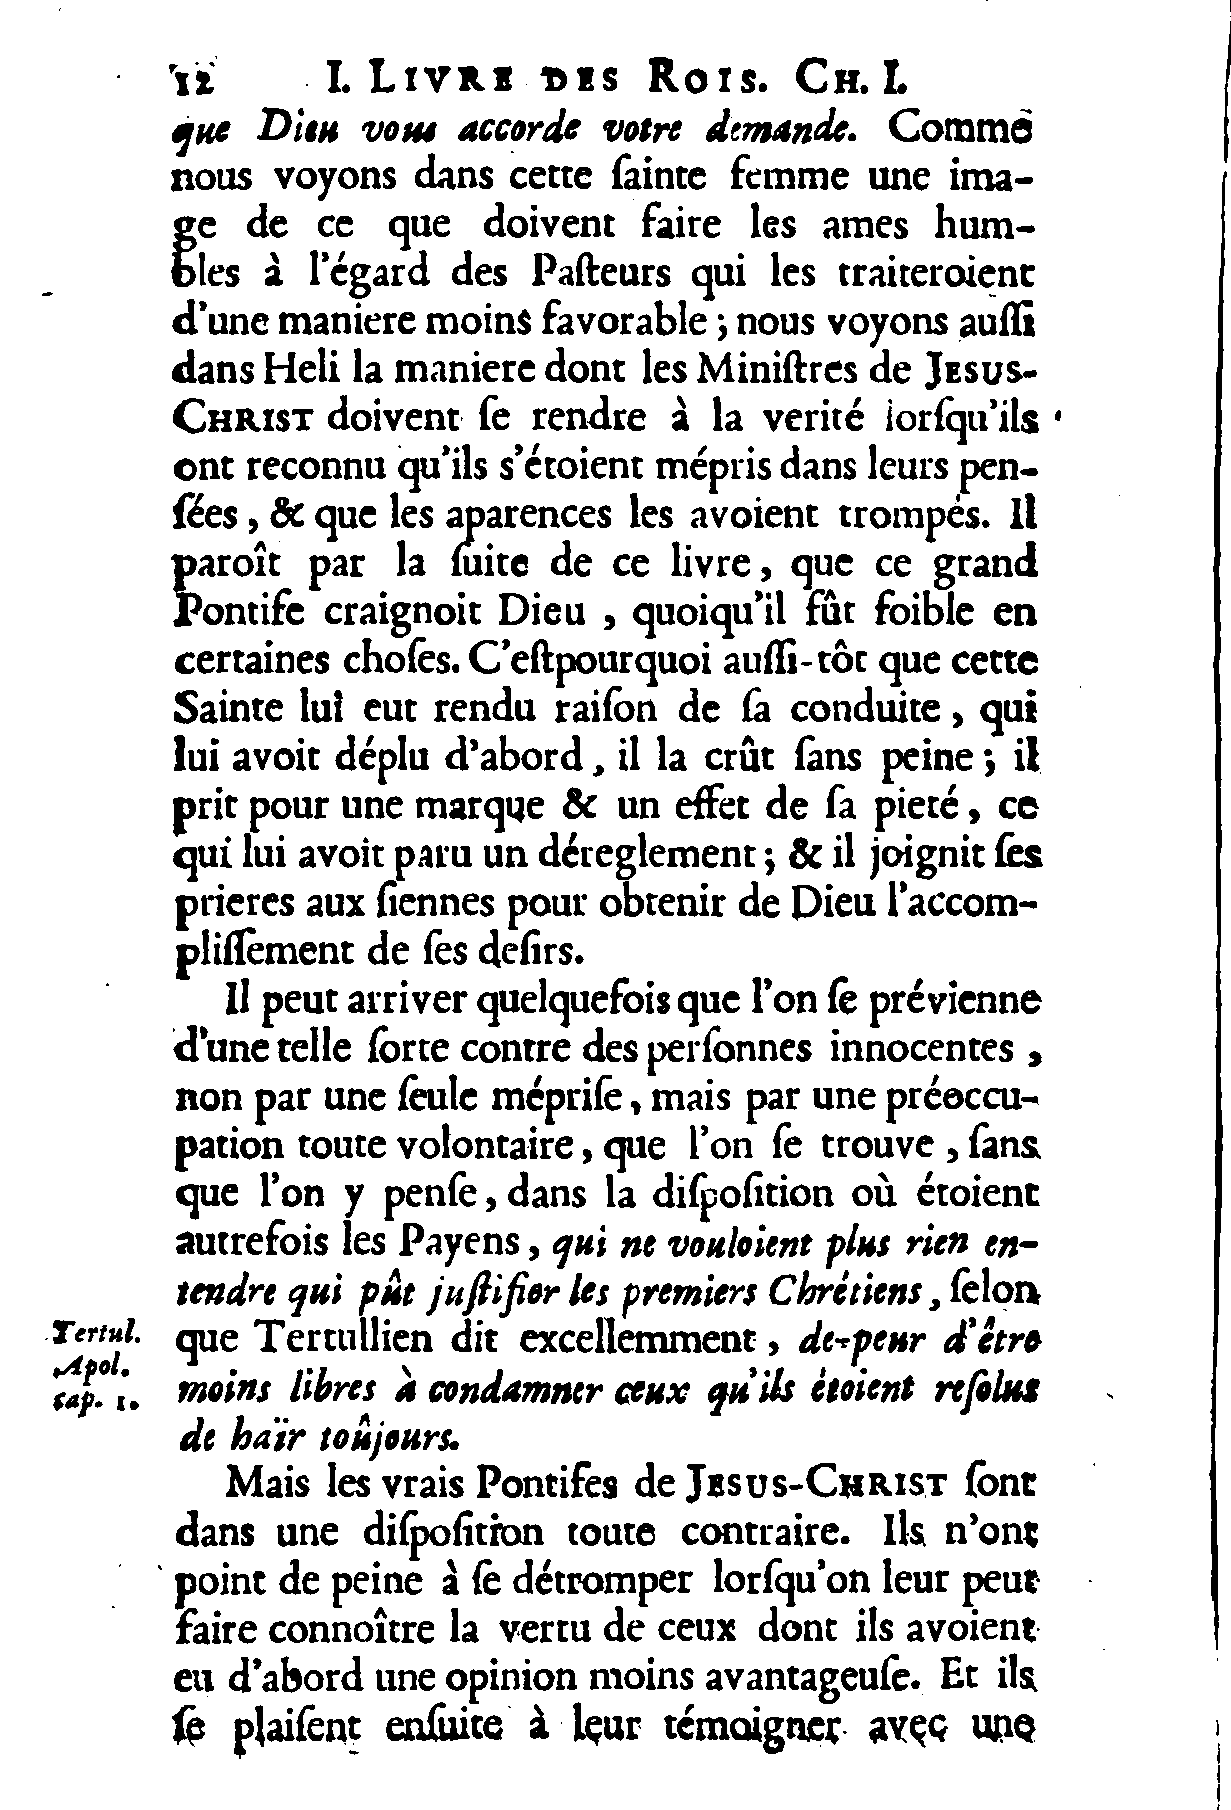 12 I. LIVRE DES ROIS. CH. I.
que Dieu vous accorde votre demande. Comme
nous voyons dans cette ſainte femme une ima-
ge de ce que doivent faire les ames hum-
bles à l'égard des Paſteurs qui les traiteroient
d'une maniere moins favorable ; nous voyons auſſi
dans Heli la maniere dont les Miniſtres de JESUS-
CHRIST doivent ſe rendre à la verité lorſqu'ils
ont reconnu qu'ils s'étoient mépris dans leurs pen-
ſées, & que les aparences les avoient trompés. Il
paroît par la ſuite de ce livre, que ce grand
Pontife craignoit Dieu , quoiqu'il fût foible en
certaines choſes. C'eſtpourquoi auſſi-tôt que cette
Sainte lui eut rendu raiſon de ſa conduite, qui
lui avoit déplu d'abord, il la crût ſans peine ; il
prit pour une marque & un effet de ſa pieté, ce
qui lui avoit paru un déreglement ; & il joignit ſes
prieres aux ſiennes pour obtenir de Dieu l'accom-
pliſſement de ſes deſirs.
Il peut arriver quelquefois que l'on ſe prévienne
d'une telle ſorte contre des perſonnes innocentes ,
non par une ſeule mépriſe, mais par une préoccu-
pation toute volontaire, que l'on ſe trouve , ſans
que l'on y penſe, dans la diſpoſition où étoient
autrefois les Payens, qui ne vouloient plus rien en-
tendre qui pût juſtifier les premiers Chrétiens, ſelon
que Tertullien dit excellemment , de-peur d'être
moins libres à condamner ceux qu'ils étoient reſolus
de haïr toûjours.
Tertul.
Apol.
cap. 1.
Mais les vrais Pontifes de JESUS-CHRIST ſont
dans une diſpoſition toute contraire. Ils n'ont
point de peine à ſe détromper lorſqu'on leur peut
faire connoître la vertu de ceux dont ils avoient
eu d'abord une opinion moins avantageuſe. Et ils
ſe plaiſent enſuite à leur témoigner avec une